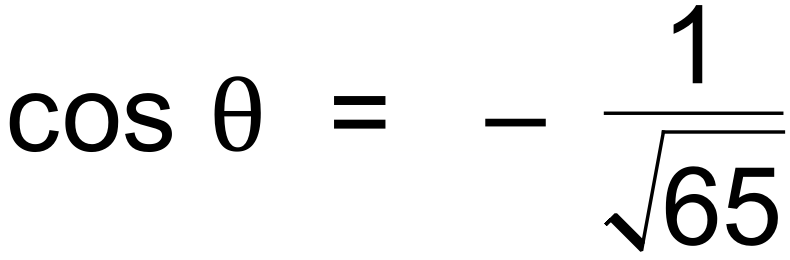 cos θ = − 1/√65